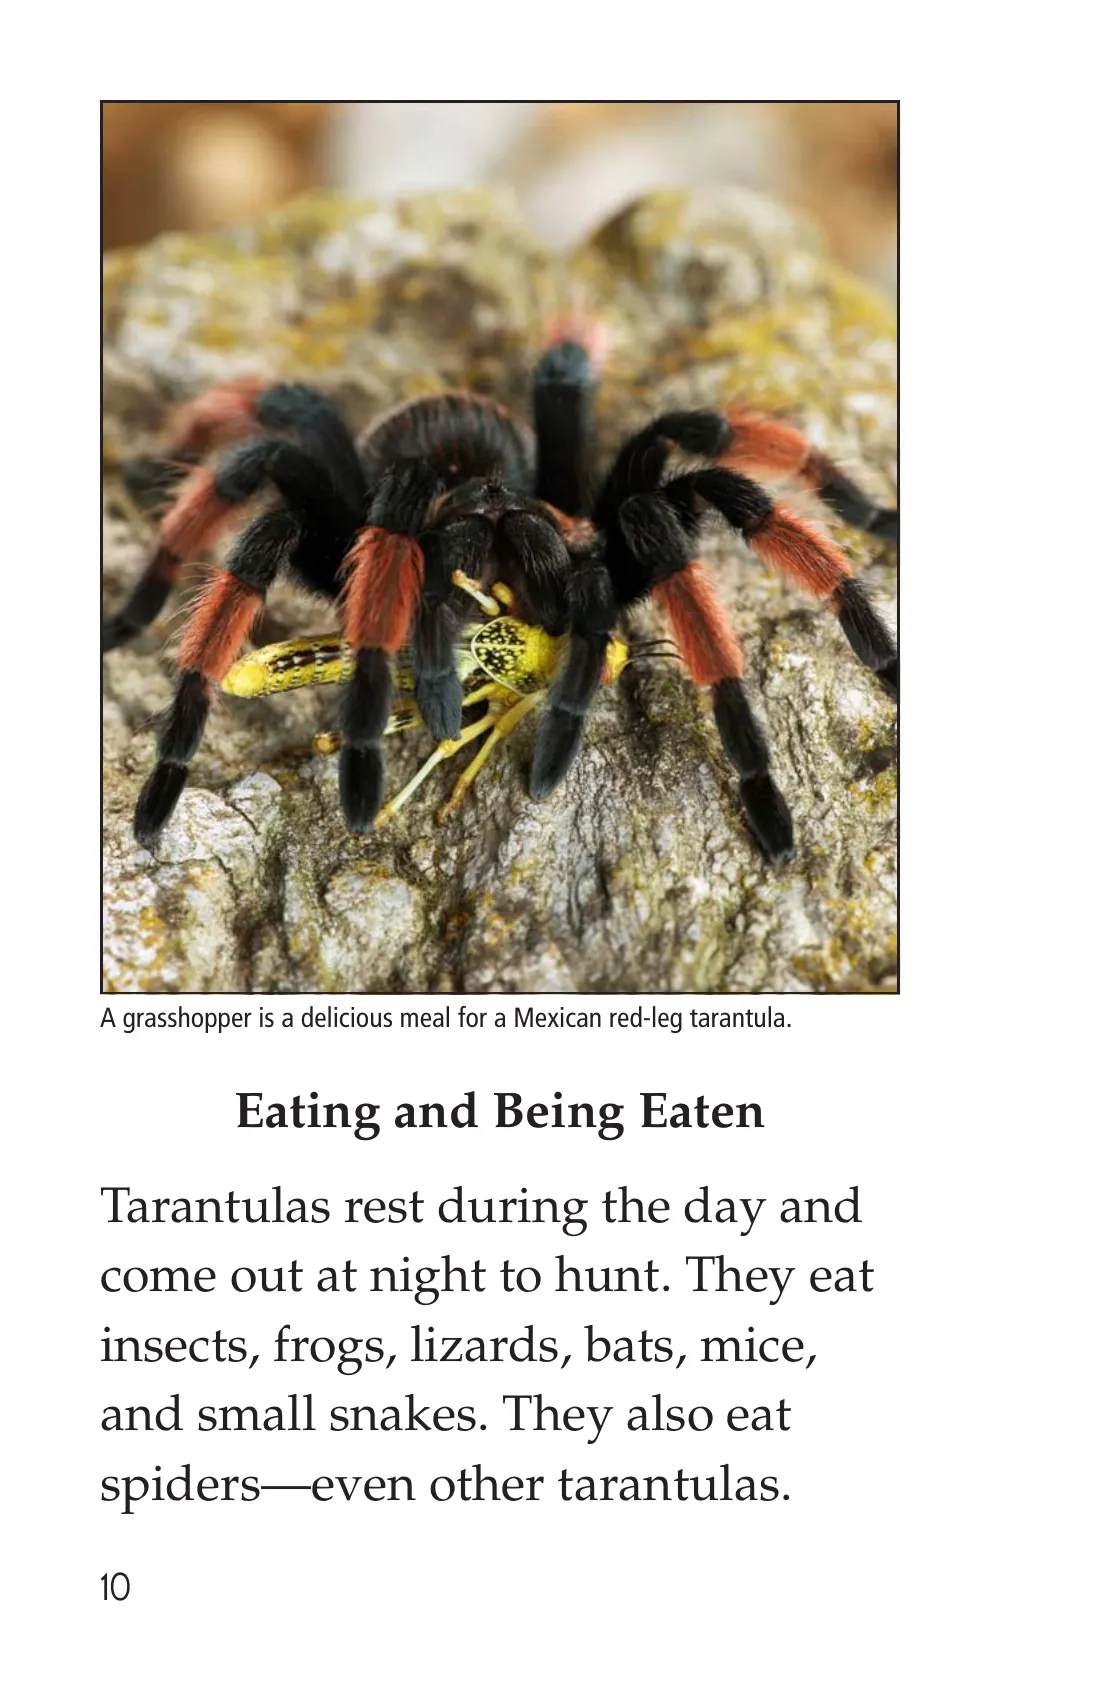 A grasshopper is a delicious meal for a Mexican red-leg tarantula.
Eating and Being Eaten
Tarantulas rest during the day and
come out at night to hunt. They eat
insects, frogs, lizards, bats, mice,
and small snakes. They also eat
spiders—even other tarantulas.
10